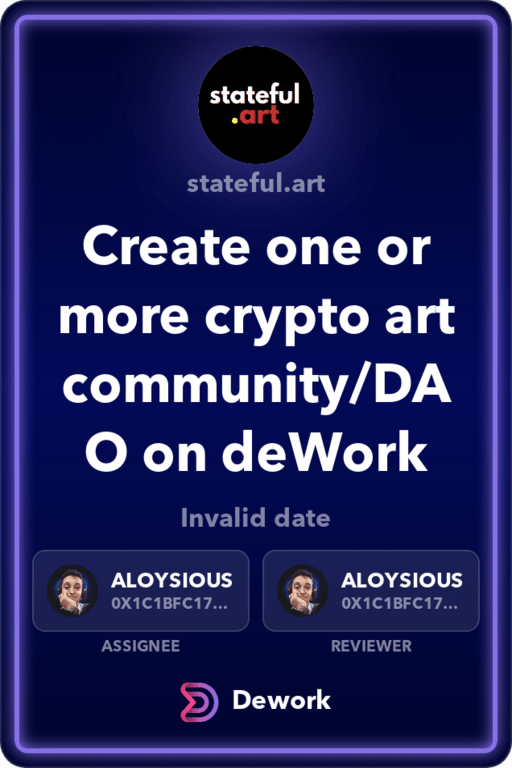 stateful
.art
stateful.art
Create one or
more crypto art
community/DA
O on deWork
Invalid date
ALOYSIOUS
0X1C1BFC17...
ASSIGNEE
ALOYSIOUS
0X1C1BFC17...
REVIEWER
Dework